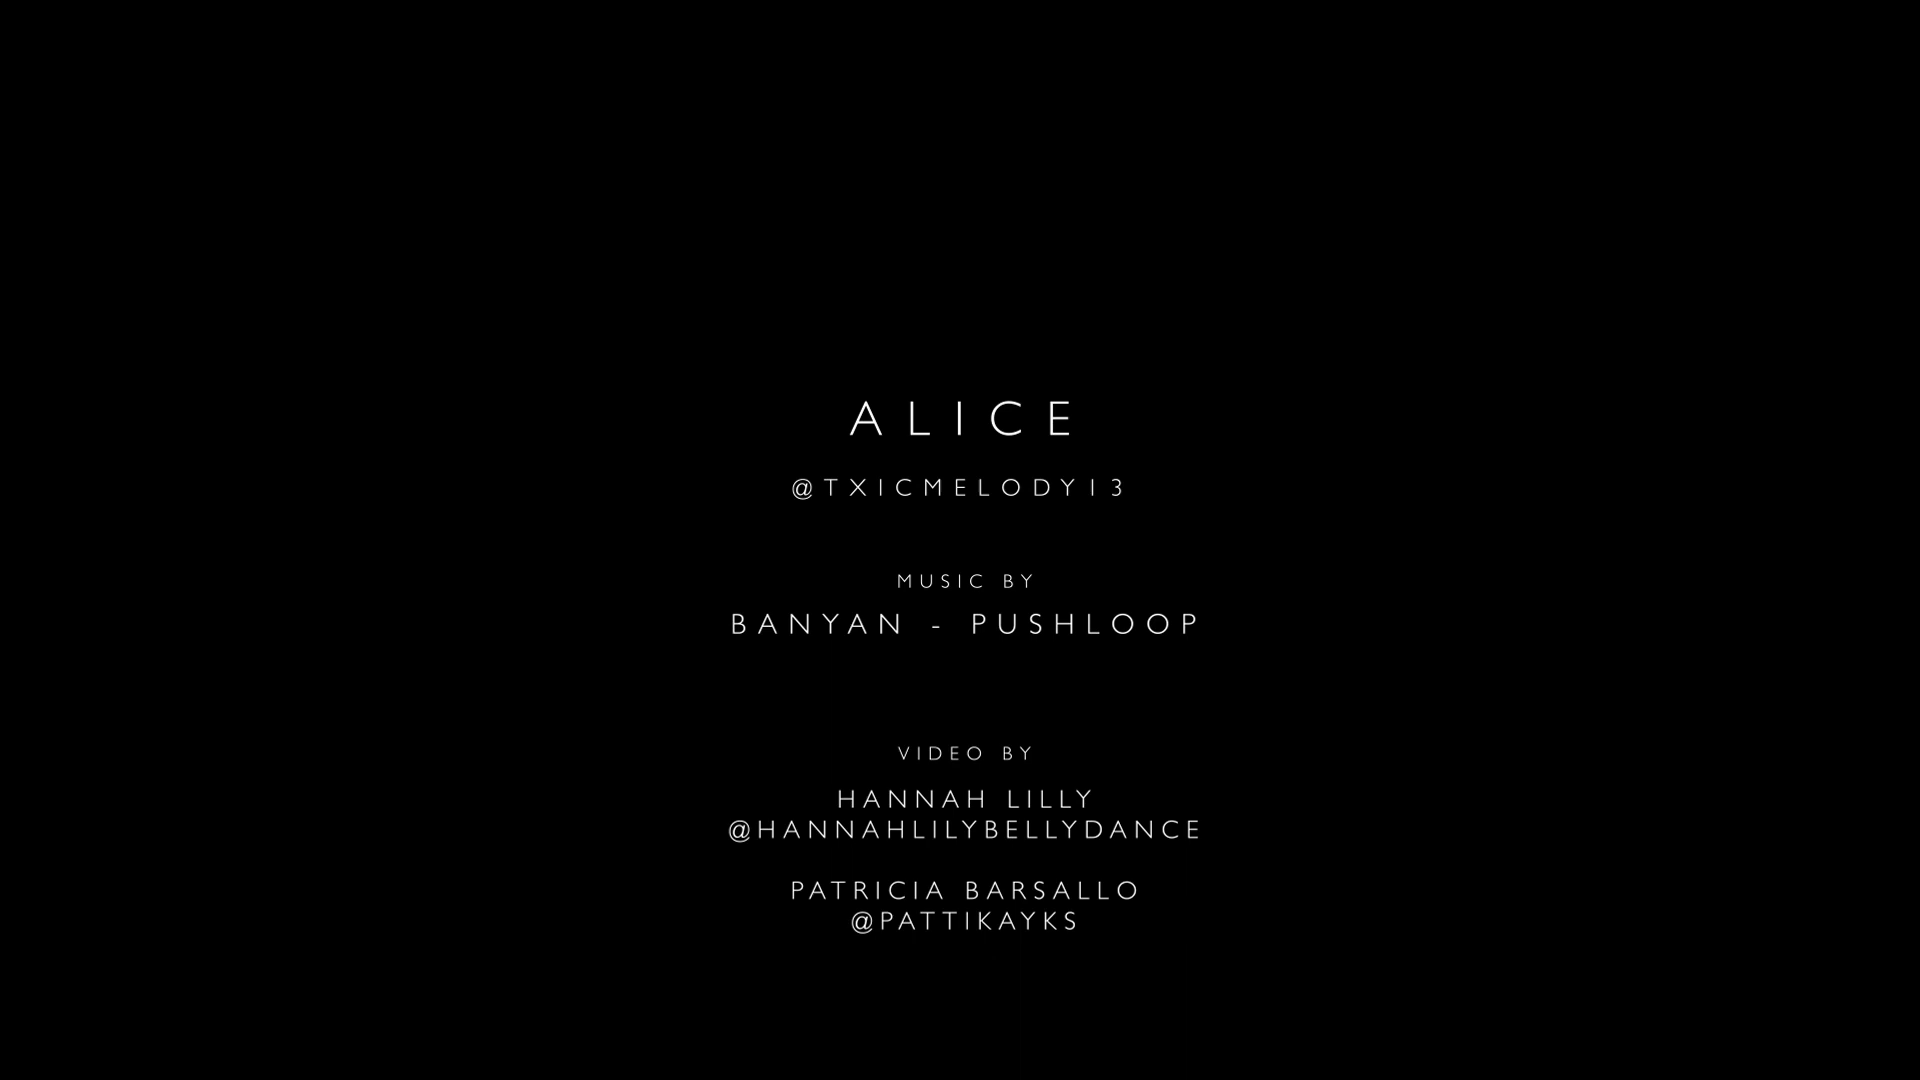 ALICE
@TXICMELODY13
MUSIC BY
BANYAN - PUSHLOOP
VIDEO BY
HANNAH LILLY
@HANNAHLILYBELLYDANCE
PATRICIA BARSALLO
@PATTIKAYKS